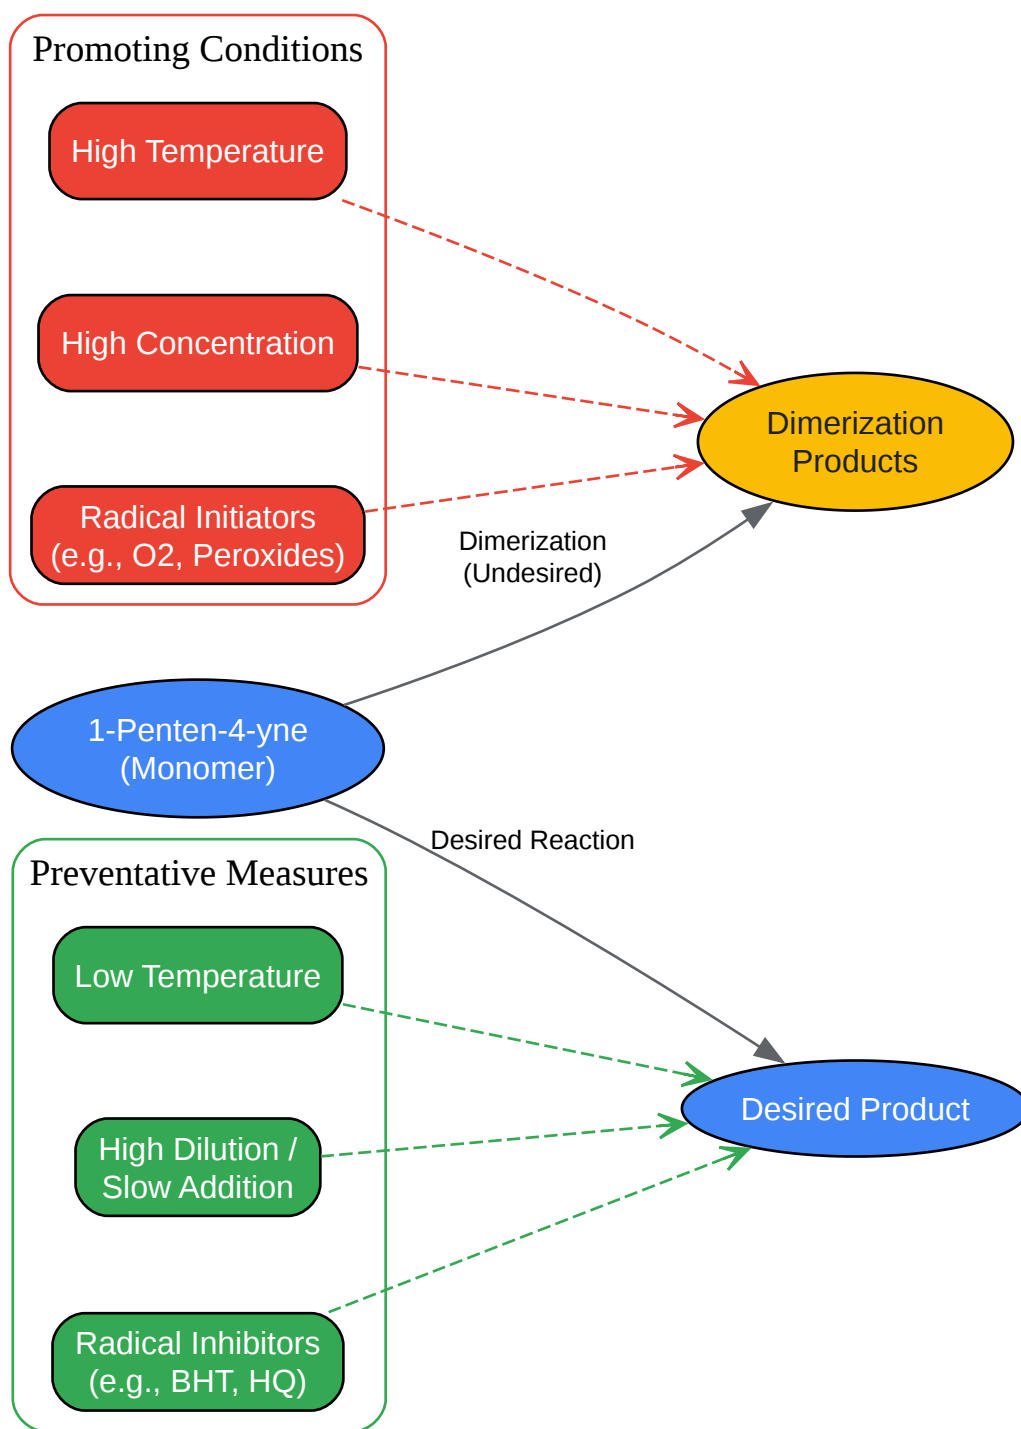 Promoting Conditions
High Temperature
High Concentration
Radical Initiators
(e.g., O2, Peroxides)
Dimerization
Products
Dimerization
(Undesired)
1-Penten-4-yne
(Monomer)
Desired Reaction
Preventative Measures
Low Temperature
High Dilution /
Slow Addition
Desired Product
Radical Inhibitors
(e.g., BHT, HQ)